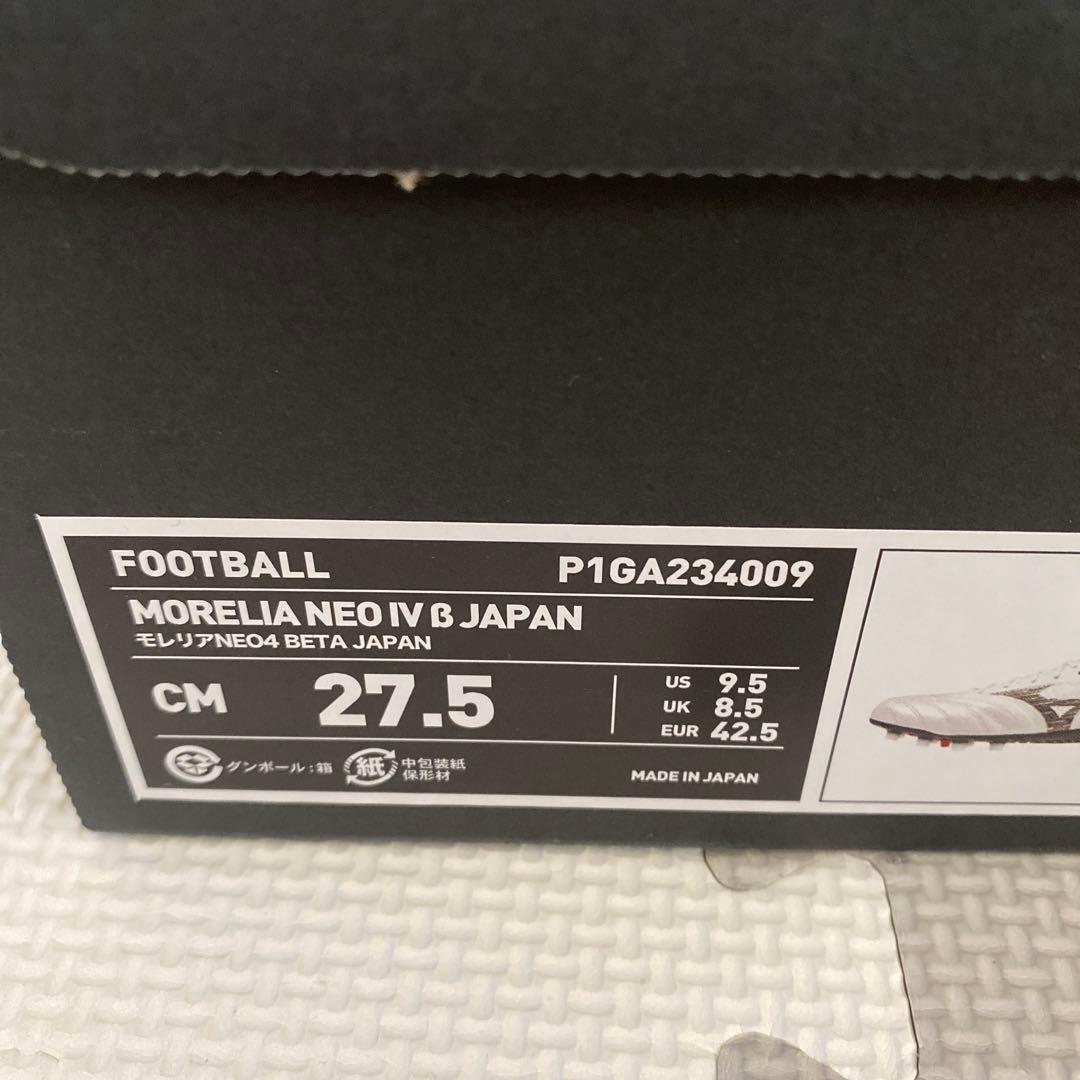 FOOTBALL P1GA234009
MORELIA NEO IV β JAPAN
モレリアNEO4 BETA JAPAN
CM 27.5
US 9.5
UK 8.5
EUR 42.5
ダンボール:箱
紙 中包装紙
保形材
MADE IN JAPAN